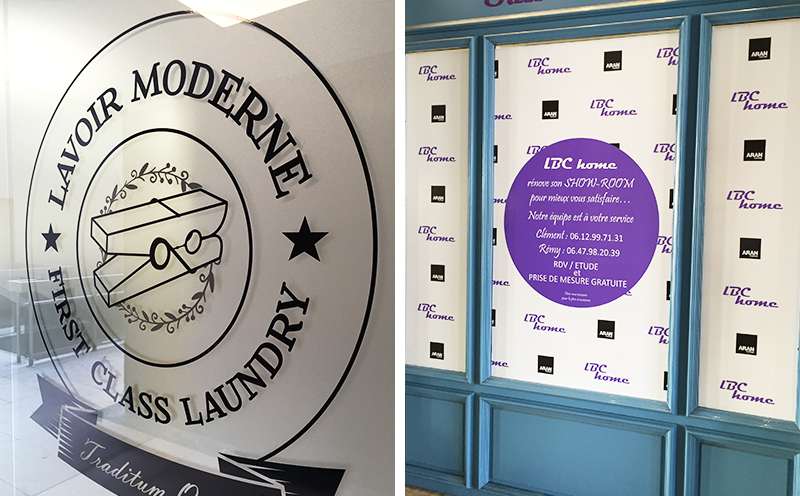 LAVOIR MODERNE
FIRST CLASS LAUNDRY
Traditum
LBC home
ARAN
LBC home
rénove son SHOW-ROOM
pour mieux vous satisfaire...
Notre équipe est à votre service
Clément : 06.12.99.71.31
Rémy : 06.47.98.20.39
RDV / ETUDE
et
PRISE DE MESURE GRATUITE